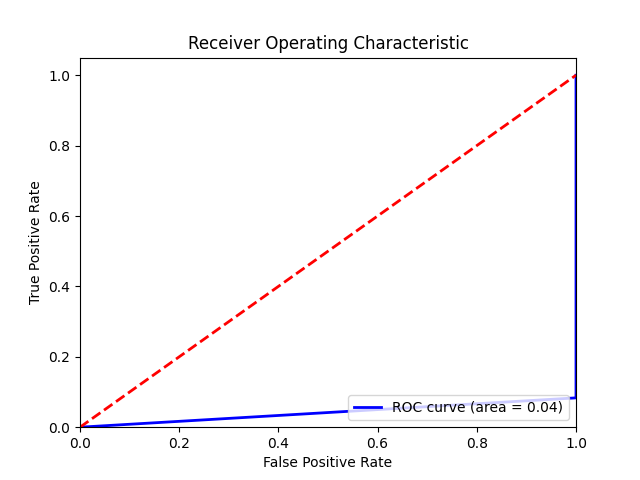 Receiver Operating Characteristic
True Positive Rate
1.0
0.8
0.6
0.4
0.2
0.0
ROC curve (area = 0.04)
0.0 0.2 0.4 0.6 0.8 1.0
False Positive Rate